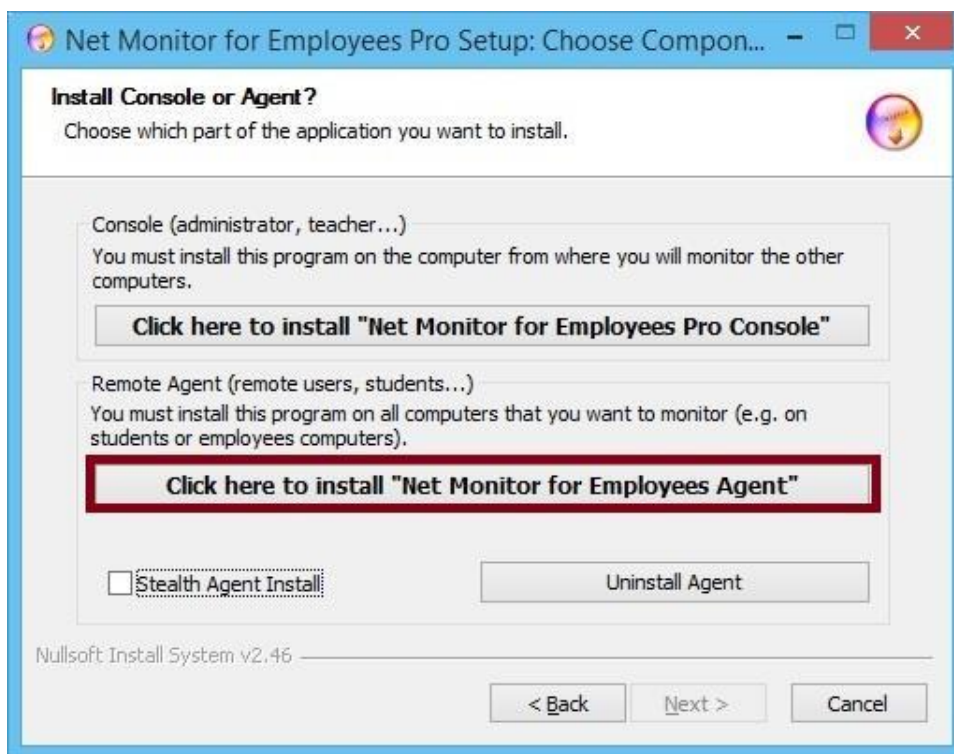 Net Monitor for Employees Pro Setup: Choose Compon...
Install Console or Agent?
Choose which part of the application you want to install.
Console (administrator, teacher...)
You must install this program on the computer from where you will monitor the other
computers.
Click here to install "Net Monitor for Employees Pro Console"
Remote Agent (remote users, students...)
You must install this program on all computers that you want to monitor (e.g. on
students or employees computers).
Click here to install "Net Monitor for Employees Agent"
Stealth Agent Install
Uninstall Agent
Nullsoft Install System v2.46
< Back
Next >
Cancel